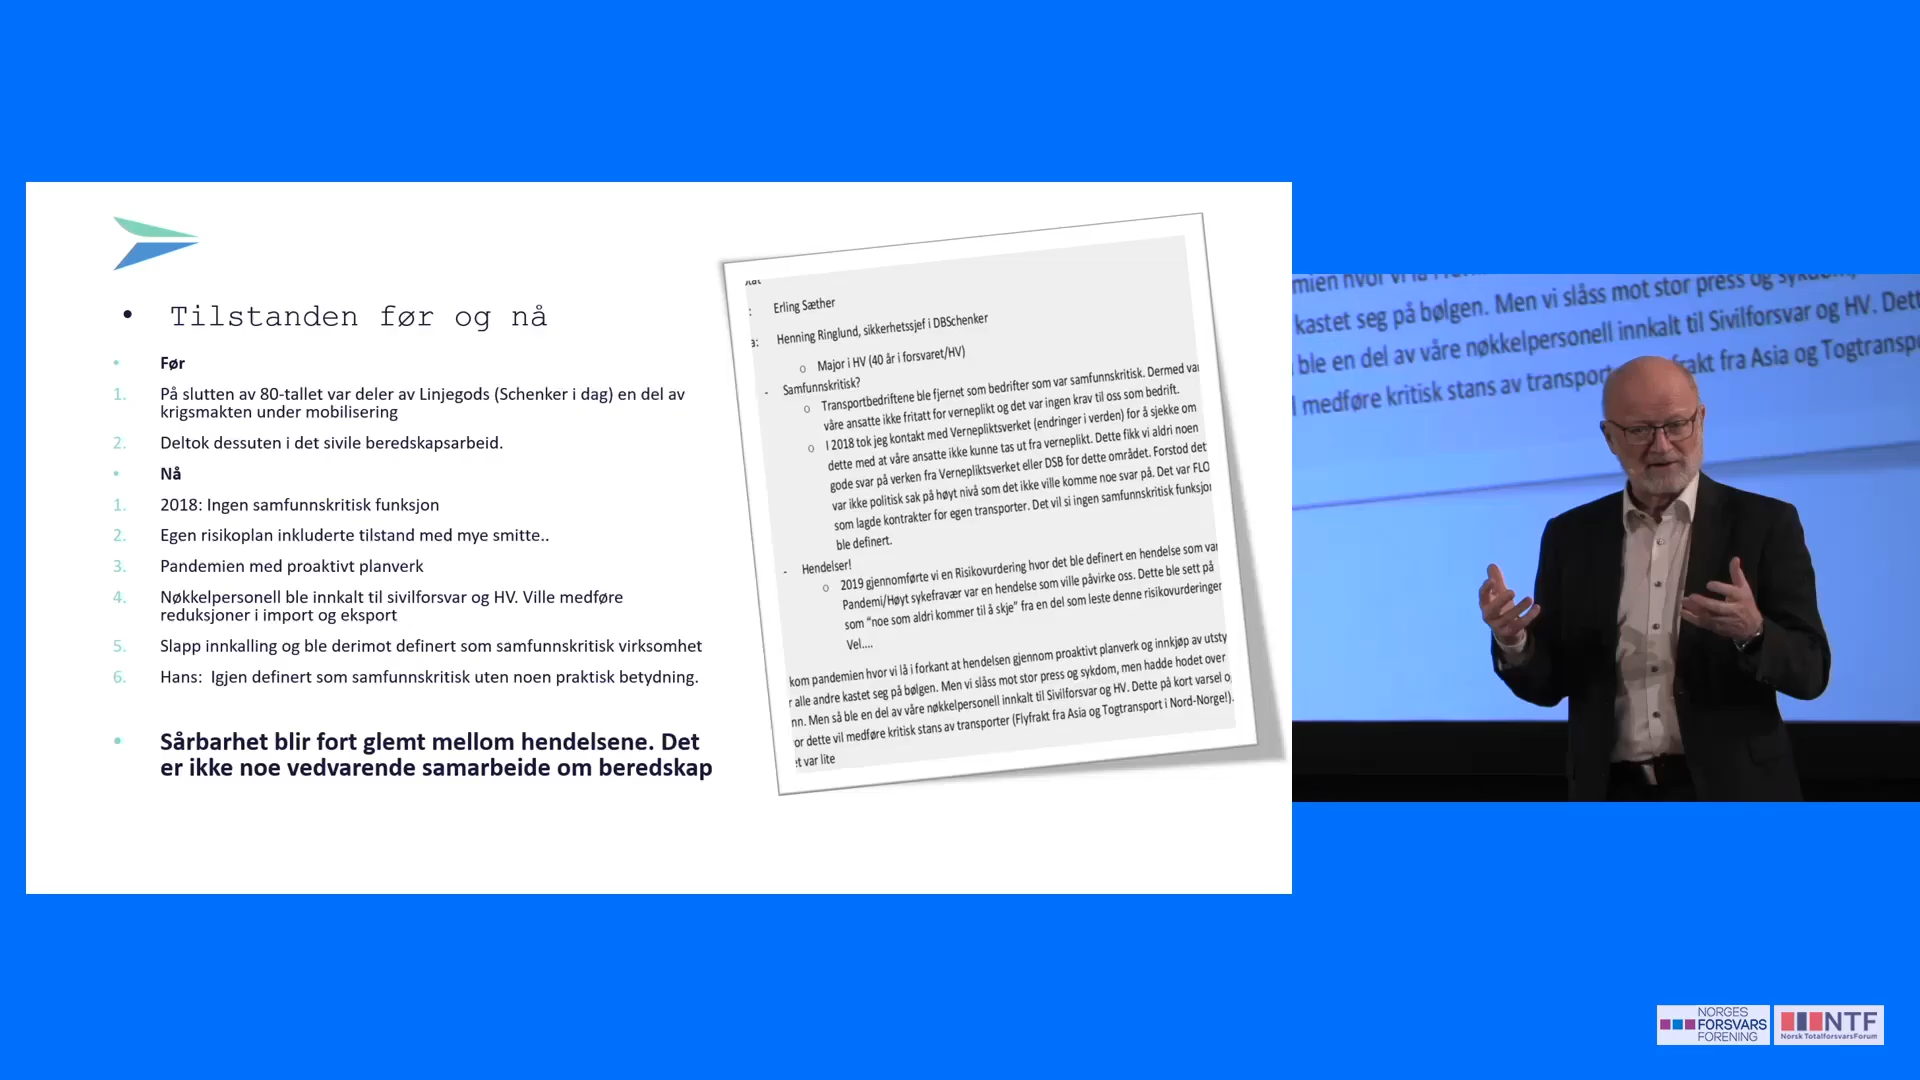 • Tilstanden før og nå
• Før
1. På slutten av 80-tallet var deler av Linjegods (Schenker i dag) en del av
krigsmakten under mobilisering
2. Deltok dessuten i det sivile beredskapsarbeid.
• Nå
1. 2018: Ingen samfunnskritisk funksjon
2. Egen risikoplan inkluderte tilstand med mye smitte..
3. Pandemien med proaktivt planverk
4. Nøkkelpersonell ble innkalt til sivilforsvar og HV. Ville medføre
reduksjoner i import og eksport
5. Slapp innkalling og ble derimot definert som samfunnskritisk virksomhet
6. Hans: Igjen definert som samfunnskritisk uten noen praktisk betydning.
• Sårbarhet blir fort glemt mellom hendelsene. Det
er ikke noe vedvarende samarbeide om beredskap
: Erling Sæther
a: Henning Ringlund, sikkerhetssjef i DBSchenker
o Major i HV (40 år i forsvaret/HV)
- Samfunnskritisk?
o Transportbedriftene ble fjernet som bedrifter som var samfunnskritisk. Dermed var
våre ansatte ikke fritatt for verneplikt og det var ingen krav til oss som bedrift.
o I 2018 tok jeg kontakt med Vernepliktsverket (endringer i verden) for å sjekke om
dette med at våre ansatte ikke kunne tas ut fra verneplikt. Dette fikk vi aldri noen
gode svar på verken fra Vernepliktsverket eller DSB for dette området. Forstod det
var ikke politisk sak på høyt nivå som det ikke ville komme noe svar på. Det var FLO
som lagde kontrakter for egen transporter. Det vil si ingen samfunnskritisk funksjon
ble definert.
- Hendelser!
o 2019 gjennomførte vi en Risikovurdering hvor det ble definert en hendelse som var
Pandemi/Høyt sykefravær var en hendelse som ville påvirke oss. Dette ble sett på
som "noe som aldri kommer til å skje" fra en del som leste denne risikovurderingen
Vel....
kom pandemien hvor vi lå i forkant at hendelsen gjennom proaktivt planverk og innkjøp av utsty
r alle andre kastet seg på bølgen. Men vi slåss mot stor press og sykdom, men hadde hodet over
nn. Men så ble en del av våre nøkkelpersonell innkalt til Sivilforsvar og HV. Dette på kort varsel o
or dette vil medføre kritisk stans av transporter (Flyfrakt fra Asia og Togtransport i Nord-Norge!).
et var lite
mien hvor vi lå i
kastet seg på bølgen. Men vi slåss mot stor press og sykdom,
ble en del av våre nøkkelpersonell innkalt til Sivilforsvar og HV. Dett
l medføre kritisk stans av transport frakt fra Asia og Togtransp
NORGES
FORSVARS
FORENING
NTF
Norsk TotalforsvarsForum